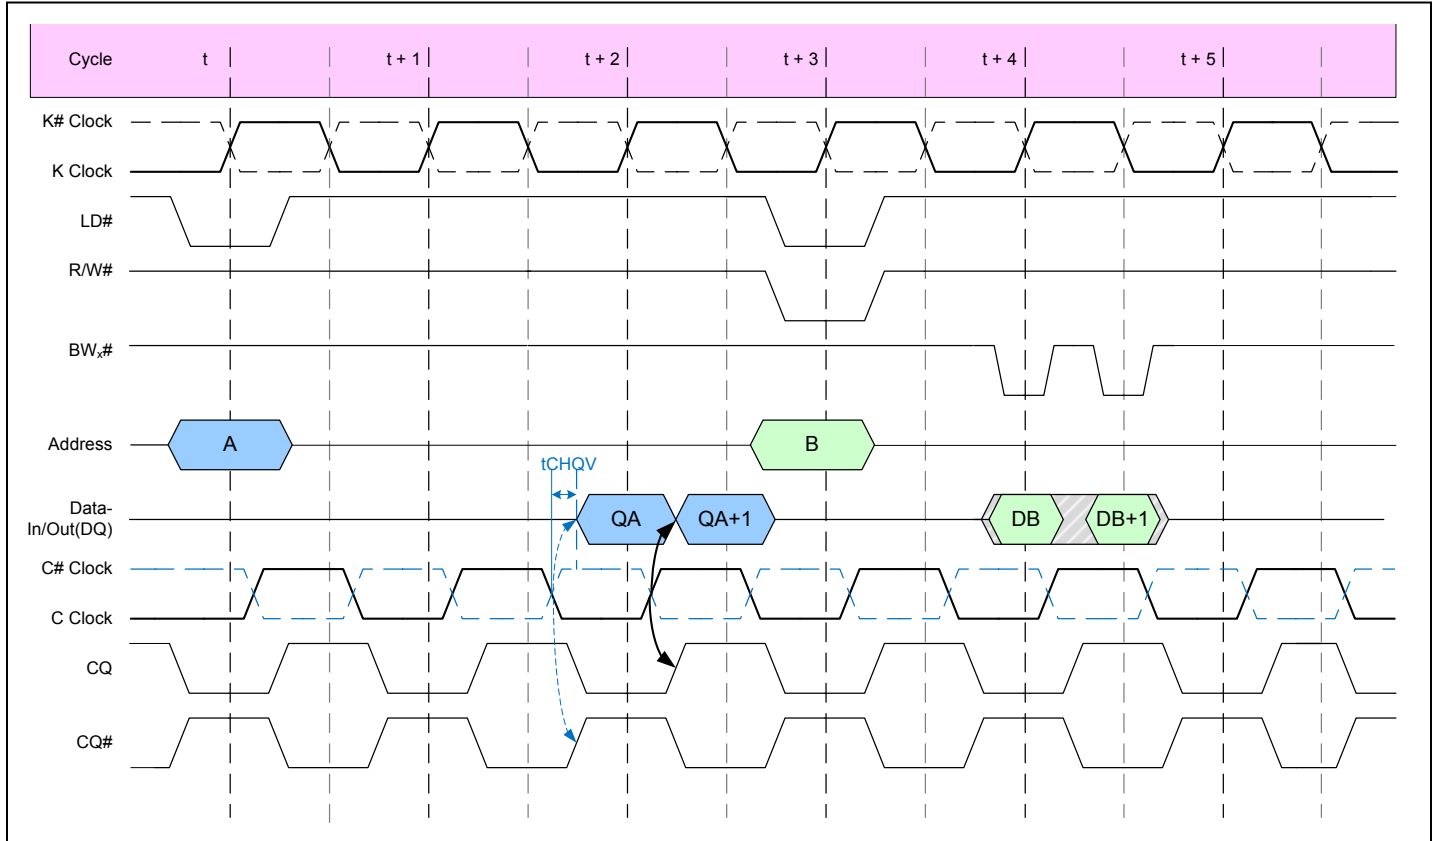 Cycle t t + 1 t + 2 t + 3 t + 4 t + 5
K# Clock
K Clock
LD#
R/W#
BWx#
Address A B
tCHQV
Data-
In/Out(DQ) QA QA+1 DB DB+1
C# Clock
C Clock
CQ
CQ#